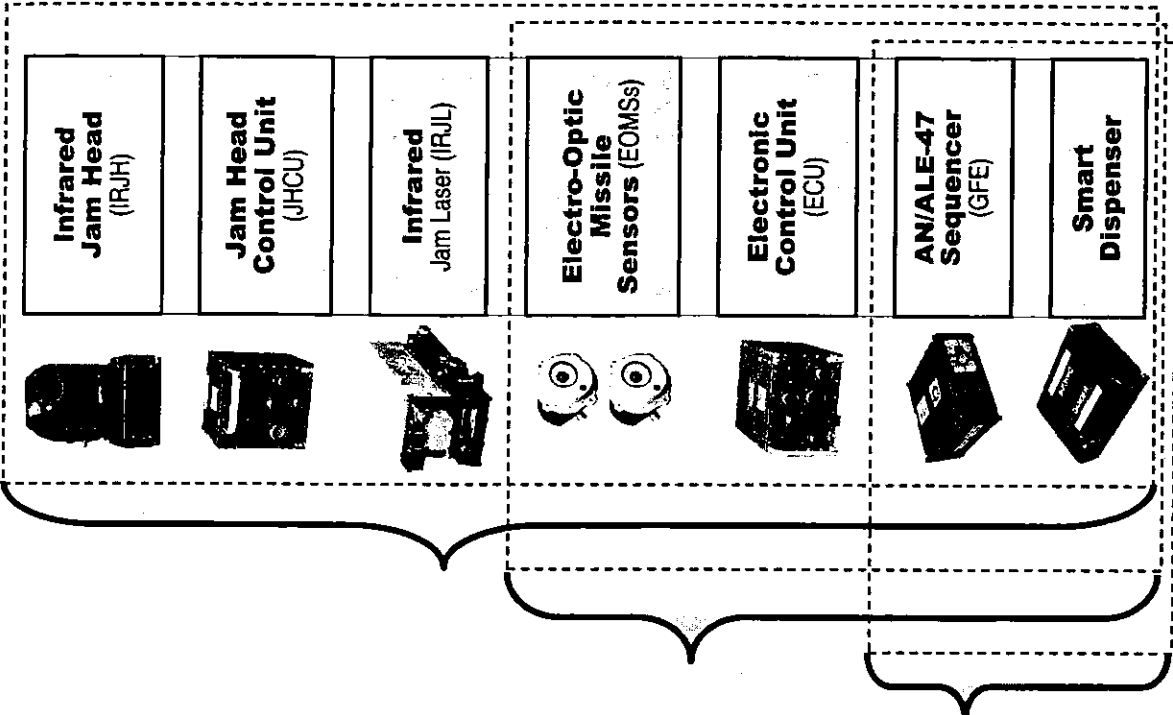 Infrared
Jam Head
(IRJH)
Jam Head
Control Unit
(JHCU)
Infrared
Jam Laser (IRJL)
Electro-Optic
Missile
Sensors (EOMSs)
Electronic
Control Unit
(ECU)
AN/ALE-47
Sequencer
(GFE)
Smart
Dispenser